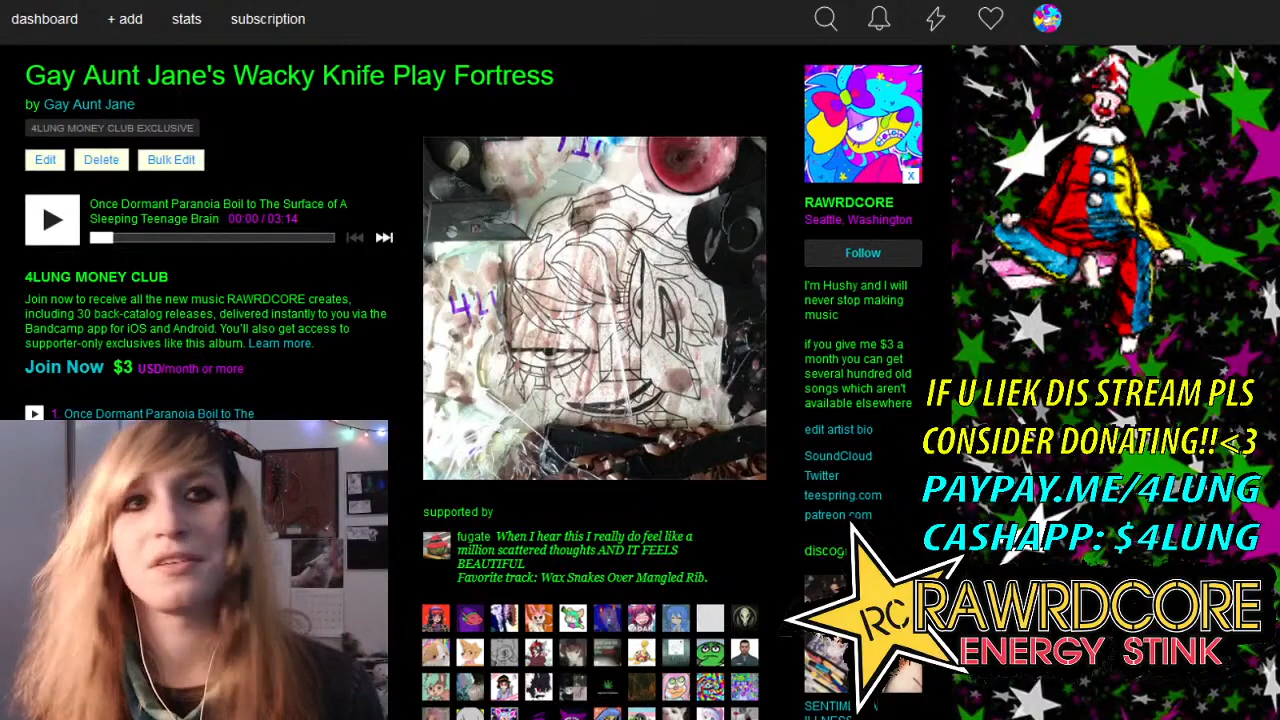 dashboard
+ add
stats
subscription
Gay Aunt Jane's Wacky Knife Play Fortress
by Gay Aunt Jane
4LUNG MONEY CLUB EXCLUSIVE
Edit
Delete
Bulk Edit
Once Dormant Paranoia Boil to The Surface of A
Sleeping Teenage Brain 00:00 / 03:14
4LUNG MONEY CLUB
Join now to receive all the new music RAWRDCORE creates,
including 30 back-catalog releases, delivered instantly to you via the
Bandcamp app for iOS and Android. You'll also get access to
supporter-only exclusives like this album. Learn more.
Join Now $3 USD/month or more
1. Once Dormant Paranoia Boil to The
4L
supported by
fugate When I hear this I really do feel like a
million scattered thoughts AND IT FEELS
BEAUTIFUL
Favorite track: Wax Snakes Over Mangled Rib.
X
RAWRDCORE
Seattle, Washington
Follow
I'm Hushy and I will
never stop making
music
if you give me $3 a
month you can get
several hundred old
songs which aren't
available elsewhere
edit artist bio
SoundCloud
Twitter
teespring.com
patreon.com
IF U LIEK DIS STREAM PLS
CONSIDER DONATING!!<3
PAYPAY.ME/4LUNG
CASHAPP: $4LUNG
RC
RAWRDCORE
ENERGY STINK